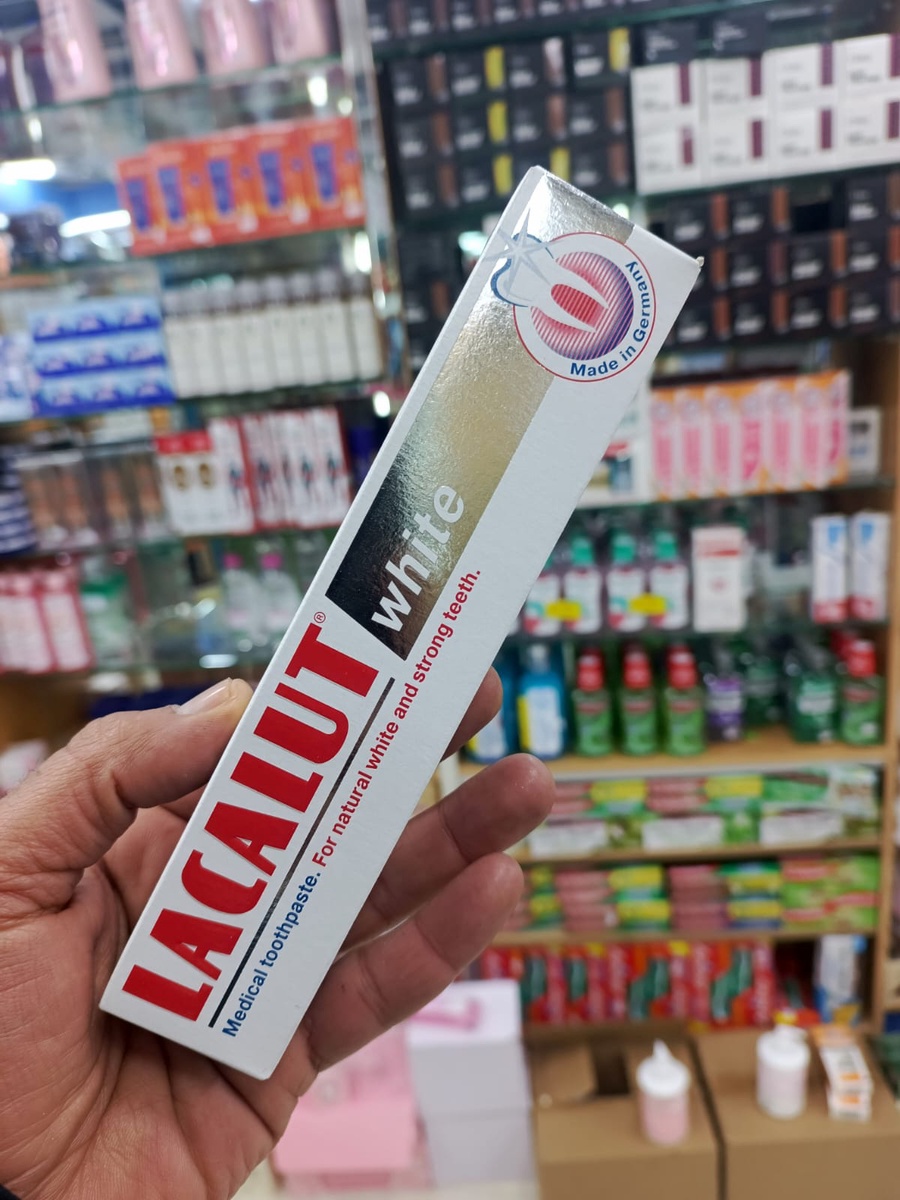 LACALUT®
white
Medical toothpaste. For natural white and strong teeth.
Made in Germany